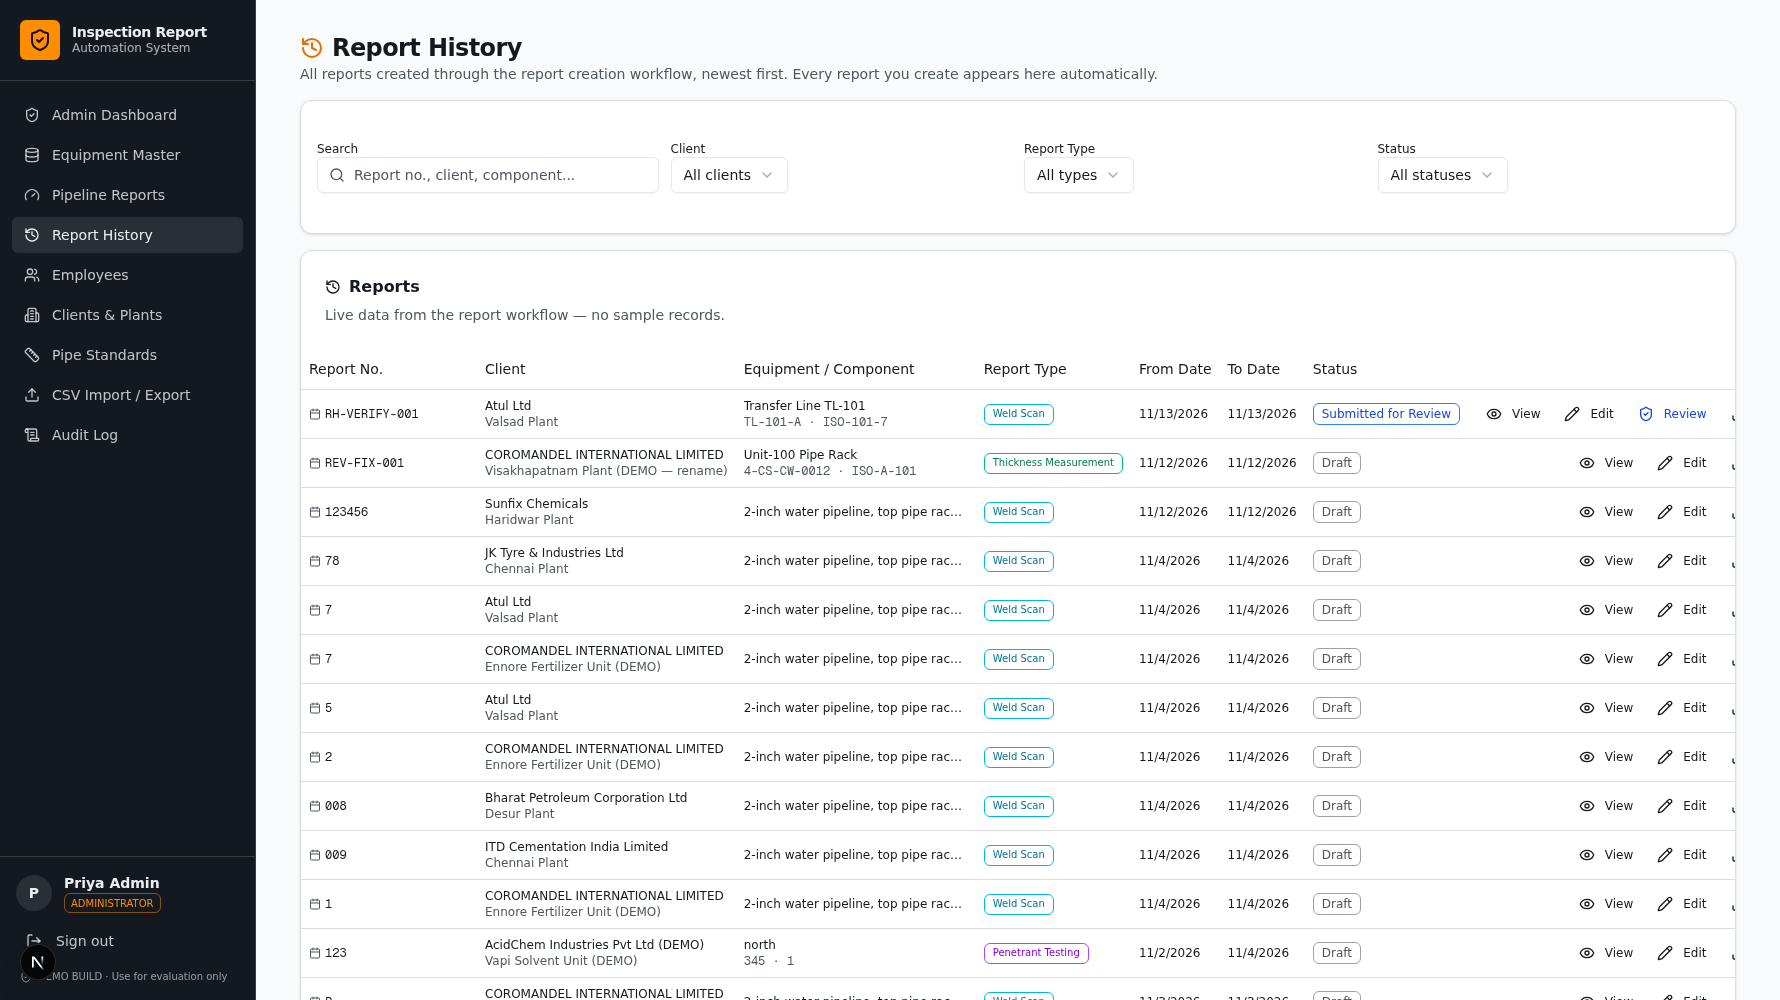 Inspection Report
Automation System
Admin Dashboard
Equipment Master
Pipeline Reports
Report History
Employees
Clients & Plants
Pipe Standards
CSV Import / Export
Audit Log
P
Priya Admin
ADMINISTRATOR
Sign out
N
EMO BUILD · Use for evaluation only
Report History
All reports created through the report creation workflow, newest first. Every report you create appears here automatically.
Search Client Report Type Status
Report no., client, component... All clients All types All statuses
Reports
Live data from the report workflow — no sample records.
Report No. Client Equipment / Component Report Type From Date To Date Status
RH-VERIFY-001 Atul Ltd Transfer Line TL-101 Weld Scan 11/13/2026 11/13/2026 Submitted for Review View Edit Review
Valsad Plant TL-101-A · ISO-101-7
REV-FIX-001 COROMANDEL INTERNATIONAL LIMITED Unit-100 Pipe Rack Thickness Measurement 11/12/2026 11/12/2026 Draft View Edit
Visakhapatnam Plant (DEMO — rename) 4-CS-CW-0012 · ISO-A-101
123456 Sunfix Chemicals 2-inch water pipeline, top pipe rac... Weld Scan 11/12/2026 11/12/2026 Draft View Edit
Haridwar Plant
78 JK Tyre & Industries Ltd 2-inch water pipeline, top pipe rac... Weld Scan 11/4/2026 11/4/2026 Draft View Edit
Chennai Plant
7 Atul Ltd 2-inch water pipeline, top pipe rac... Weld Scan 11/4/2026 11/4/2026 Draft View Edit
Valsad Plant
7 COROMANDEL INTERNATIONAL LIMITED 2-inch water pipeline, top pipe rac... Weld Scan 11/4/2026 11/4/2026 Draft View Edit
Ennore Fertilizer Unit (DEMO)
5 Atul Ltd 2-inch water pipeline, top pipe rac... Weld Scan 11/4/2026 11/4/2026 Draft View Edit
Valsad Plant
2 COROMANDEL INTERNATIONAL LIMITED 2-inch water pipeline, top pipe rac... Weld Scan 11/4/2026 11/4/2026 Draft View Edit
Ennore Fertilizer Unit (DEMO)
008 Bharat Petroleum Corporation Ltd 2-inch water pipeline, top pipe rac... Weld Scan 11/4/2026 11/4/2026 Draft View Edit
Desur Plant
009 ITD Cementation India Limited 2-inch water pipeline, top pipe rac... Weld Scan 11/4/2026 11/4/2026 Draft View Edit
Chennai Plant
1 COROMANDEL INTERNATIONAL LIMITED 2-inch water pipeline, top pipe rac... Weld Scan 11/4/2026 11/4/2026 Draft View Edit
Ennore Fertilizer Unit (DEMO)
123 AcidChem Industries Pvt Ltd (DEMO) north Penetrant Testing 11/2/2026 11/4/2026 Draft View Edit
Vapi Solvent Unit (DEMO) 345 · 1
COROMANDEL INTERNATIONAL LIMITED